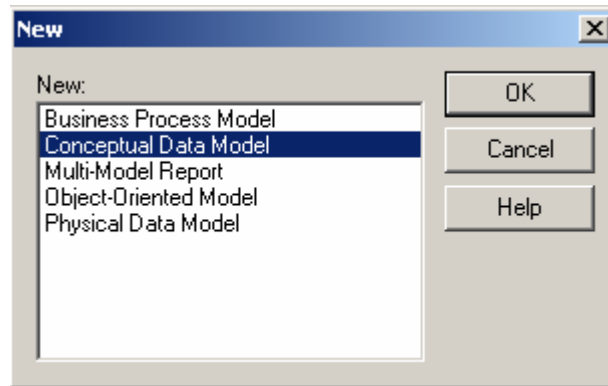 New
New:
Business Process Model
Conceptual Data Model
Multi-Model Report
Object-Oriented Model
Physical Data Model
OK
Cancel
Help